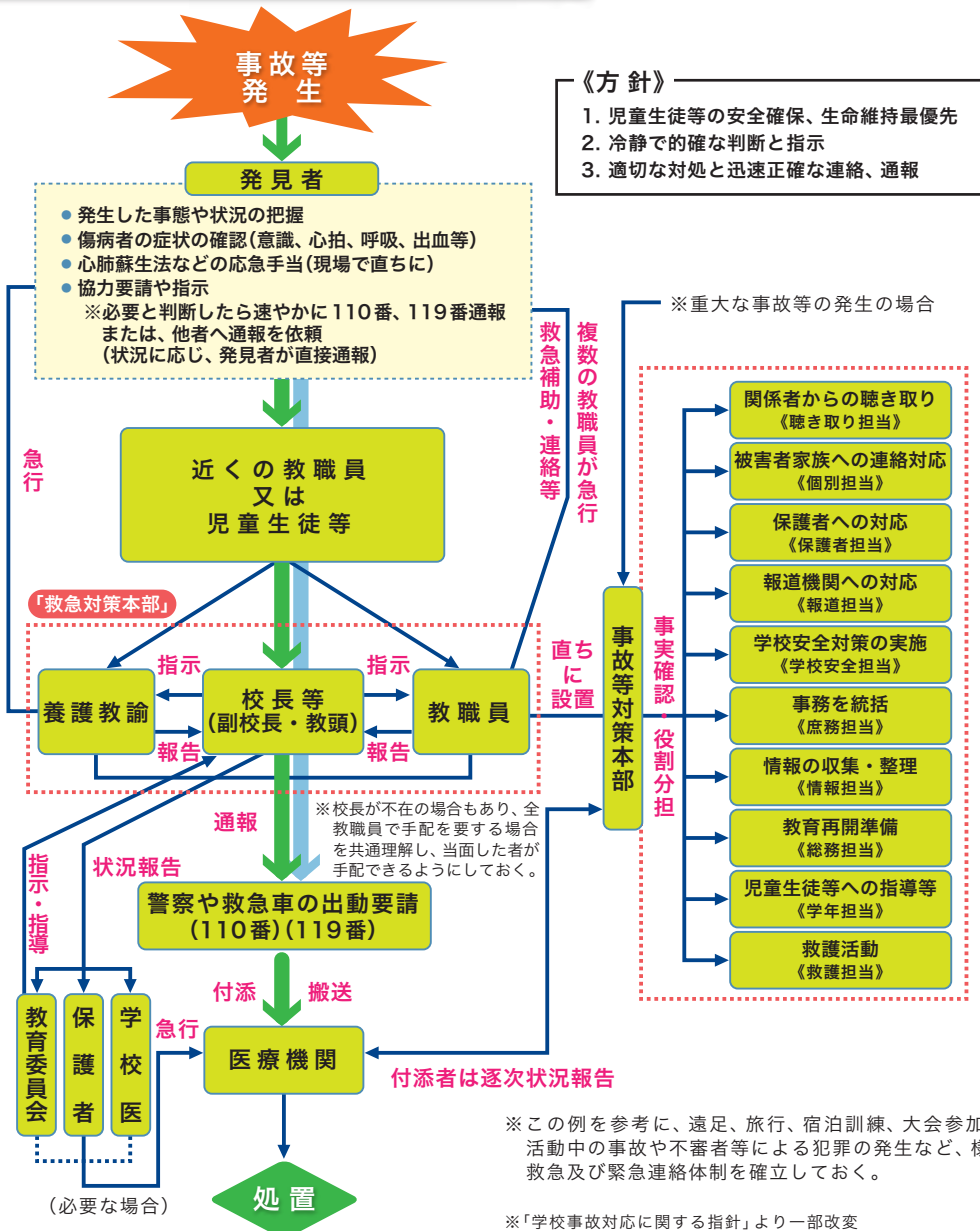 事故等
発生
《方針》
1. 児童生徒等の安全確保、生命維持最優先
2. 冷静で的確な判断と指示
3. 適切な対処と迅速正確な連絡、通報
発見者
● 発生した事態や状況の把握
● 傷病者の症状の確認(意識、心拍、呼吸、出血等)
● 心肺蘇生法などの応急手当(現場で直ちに)
● 協力要請や指示
※必要と判断したら速やかに110番、119番通報
または、他者へ通報を依頼
(状況に応じ、発見者が直接通報)
※重大な事故等の発生の場合
急行
複数の教職員が急行
救急補助・連絡等
近くの教職員
又は
児童生徒等
「救急対策本部」
養護教諭
指示
報告
校長等
(副校長・教頭)
指示
報告
教職員
直ちに
設置
事故等対策本部
事実確認・役割分担
関係者からの聴き取り
《聴き取り担当》
被害者家族への連絡対応
《個別担当》
保護者への対応
《保護者担当》
報道機関への対応
《報道担当》
学校安全対策の実施
《学校安全担当》
事務を統括
《庶務担当》
情報の収集・整理
《情報担当》
教育再開準備
《総務担当》
児童生徒等への指導等
《学年担当》
救護活動
《救護担当》
通報
※校長が不在の場合もあり、全
教職員で手配を要する場合
を共通理解し、当面した者が
手配できるようにしておく。
指示・指導
状況報告
警察や救急車の出動要請
(110番)(119番)
付添
搬送
教育委員会
保護者
学校医
急行
医療機関
付添者は逐次状況報告
(必要な場合)
処置
※この例を参考に、遠足、旅行、宿泊訓練、大会参加
活動中の事故や不審者等による犯罪の発生など、
救急及び緊急連絡体制を確立しておく。
※「学校事故対応に関する指針」より一部改変